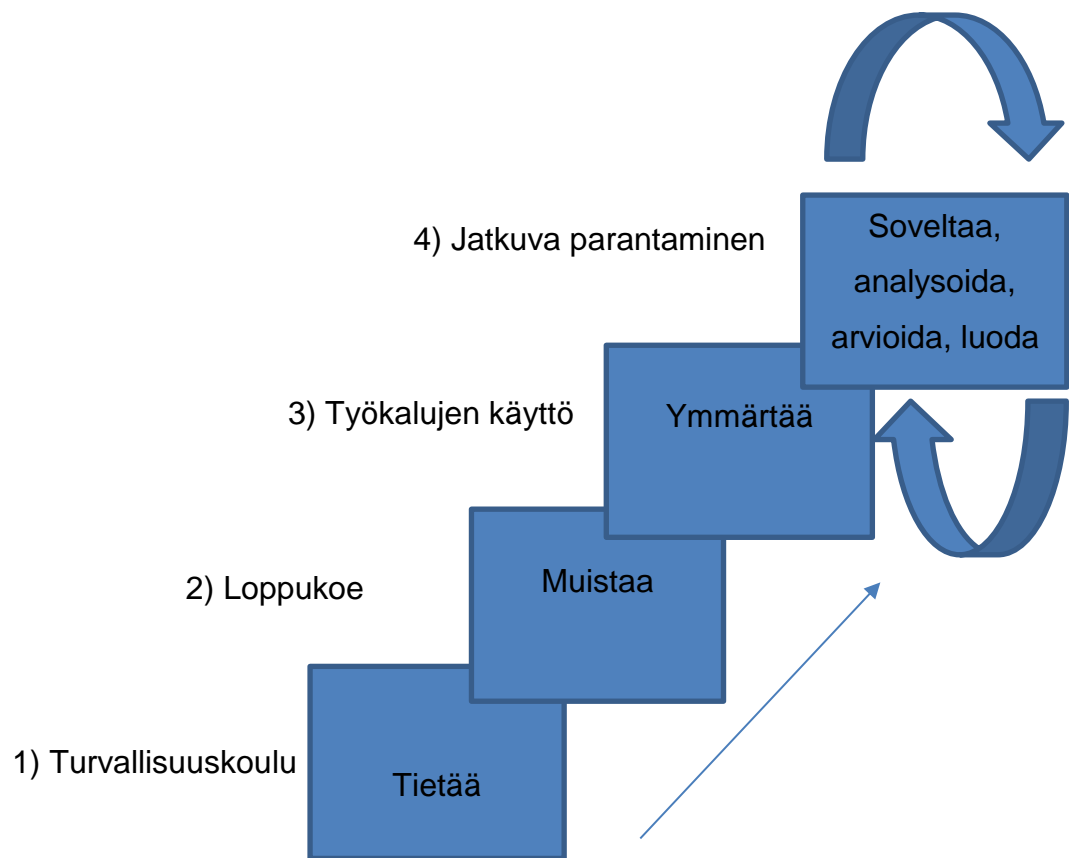 Soveltaa,
4) Jatkuva parantaminen
analysoida,
arvioida, luoda
3) Työkalujen käyttö
Ymmärtää
2) Loppukoe
Muistaa
1) Turvallisuuskoulu
Tietää